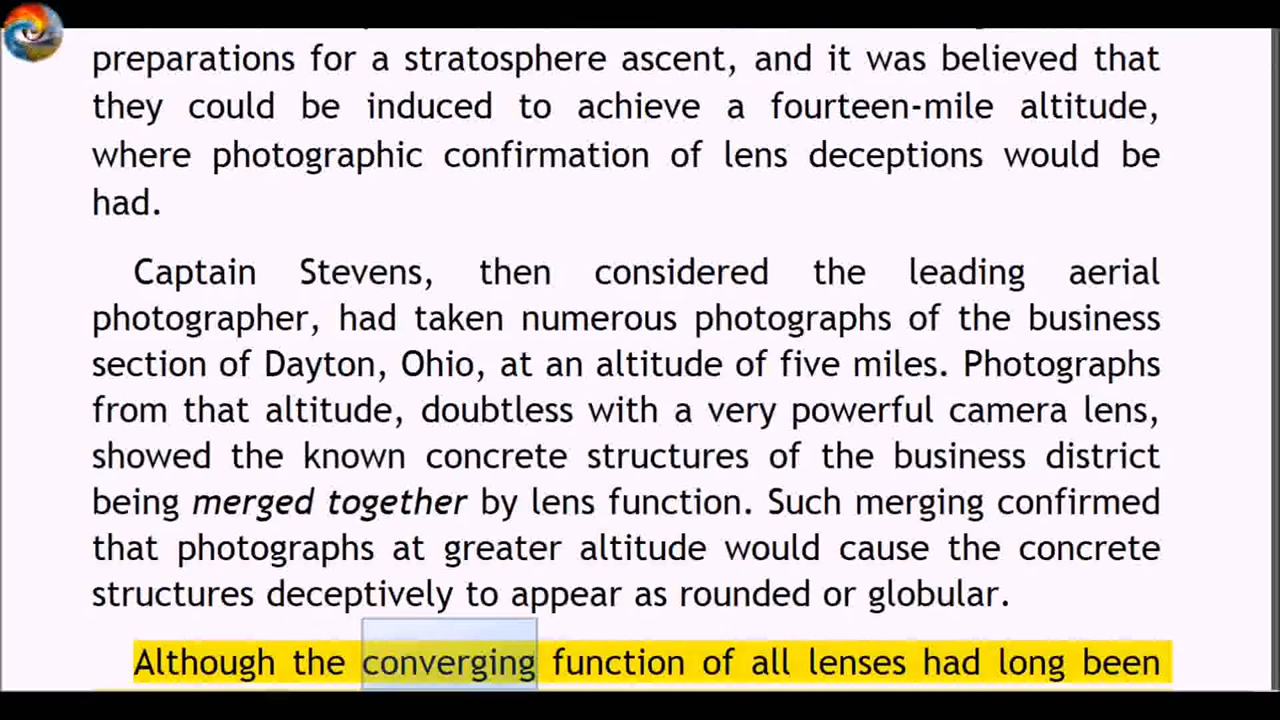 preparations for a stratosphere ascent, and it was believed that
they could be induced to achieve a fourteen-mile altitude,
where photographic confirmation of lens deceptions would be
had.
Captain Stevens, then considered the leading aerial
photographer, had taken numerous photographs of the business
section of Dayton, Ohio, at an altitude of five miles. Photographs
from that altitude, doubtless with a very powerful camera lens,
showed the known concrete structures of the business district
being merged together by lens function. Such merging confirmed
that photographs at greater altitude would cause the concrete
structures deceptively to appear as rounded or globular.
Although the converging function of all lenses had long been